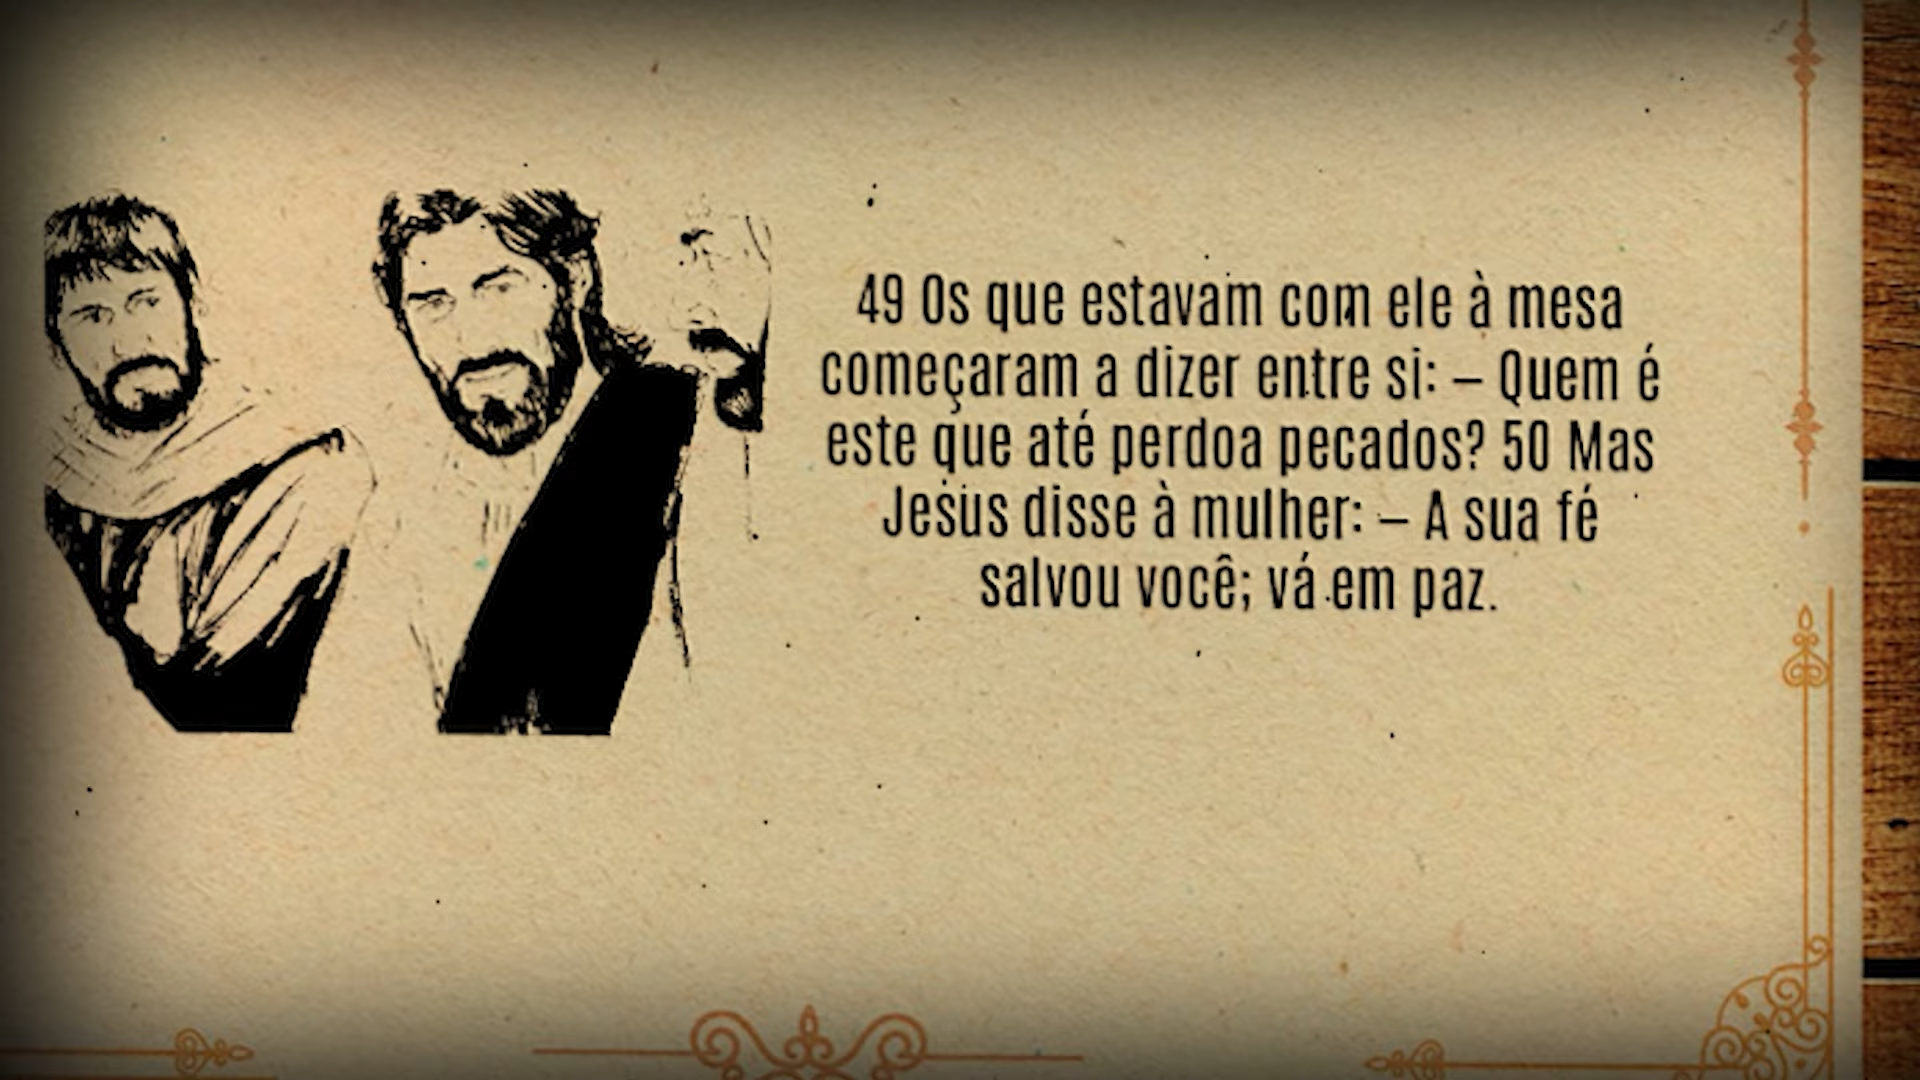 49 Os que estavam com ele à mesa
começaram a dizer entre si: – Quem é
este que até perdoa pecados? 50 Mas
Jesus disse à mulher: – A sua fé
salvou você; vá em paz.